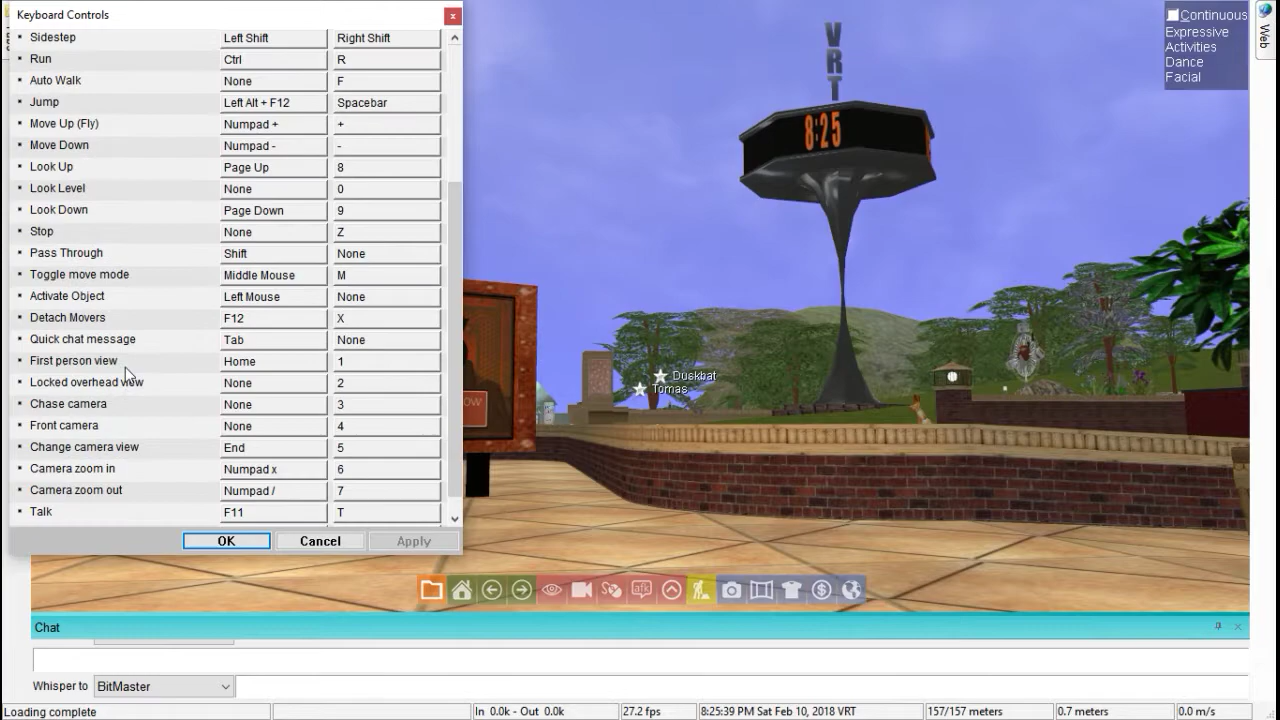 Keyboard Controls x
Sidestep Left Shift Right Shift
Run Ctrl R
Auto Walk None F
Jump Left Alt + F12 Spacebar
Move Up (Fly) Numpad + +
Move Down Numpad - -
Look Up Page Up 8
Look Level None 0
Look Down Page Down 9
Stop None Z
Pass Through Shift None
Toggle move mode Middle Mouse M
Activate Object Left Mouse None
Detach Movers F12 X
Quick chat message Tab None
First person view Home 1
Locked overhead view None 2
Chase camera None 3
Front camera None 4
Change camera view End 5
Camera zoom in Numpad x 6
Camera zoom out Numpad / 7
Talk F11 T
OK Cancel Apply
Continuous
Expressive
Activities
Dance
Facial
Web
VRT
8:25
Duskbat
Tomas
OW
afk
$
Chat
Whisper to BitMaster
Loading complete In 0.0k - Out 0.0k 27.2 fps 8:25:39 PM Sat Feb 10, 2018 VRT 157/157 meters 0.7 meters 0.0 m/s